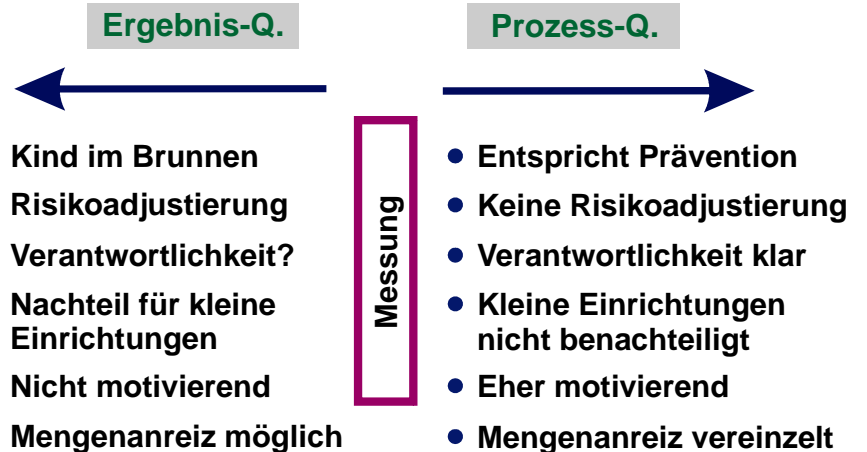 Ergebnis-Q.
Prozess-Q.
Kind im Brunnen
Risikoadjustierung
Verantwortlichkeit?
Nachteil für kleine
Einrichtungen
Nicht motivierend
Mengenanreiz möglich
Messung
• Entspricht Prävention
• Keine Risikoadjustierung
• Verantwortlichkeit klar
• Kleine Einrichtungen
nicht benachteiligt
• Eher motivierend
• Mengenanreiz vereinzelt